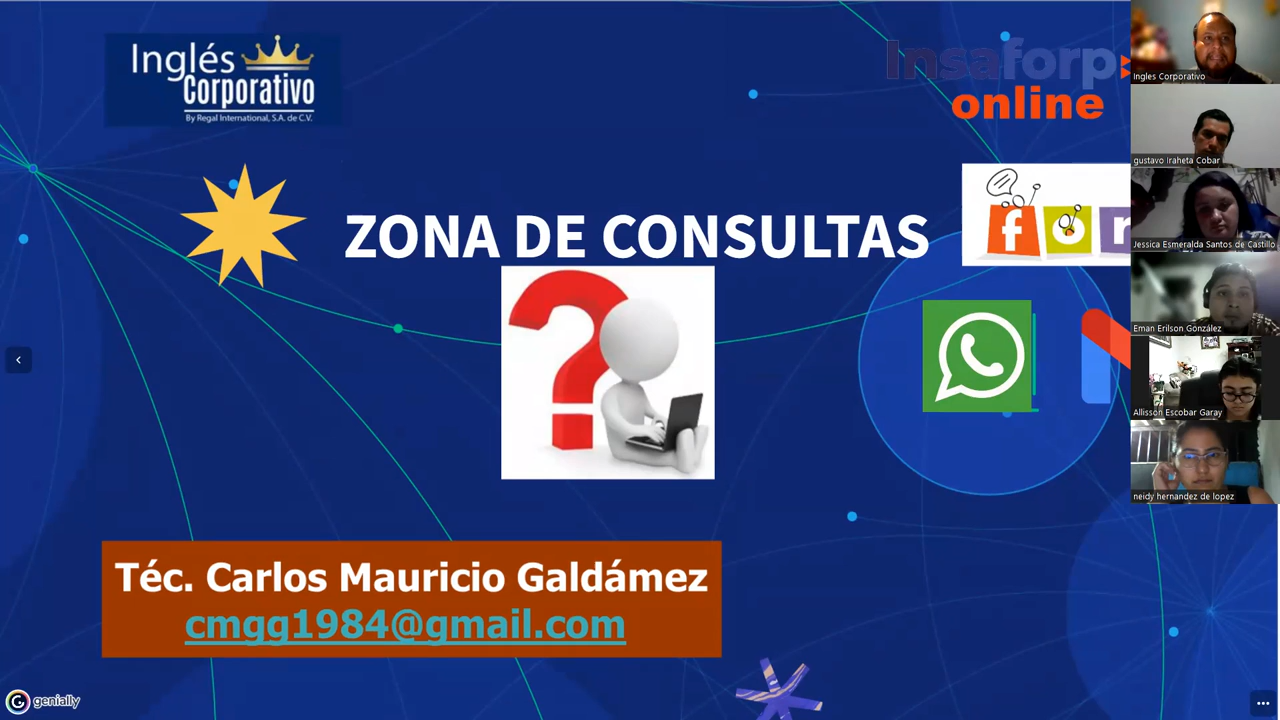 Inglés
Corporativo
By Regal International, S.A. de C.V.
Insaforp
online
ZONA DE CONSULTAS
fo
Téc. Carlos Mauricio Galdámez
cmgg1984@gmail.com
genially
Ingles Corporativo
gustavo Iraheta Cobar
Jessica Esmeralda Santos de Castillo
Eman Erilson González
Allisson Escobar Garay
neidy hernandez de lopez